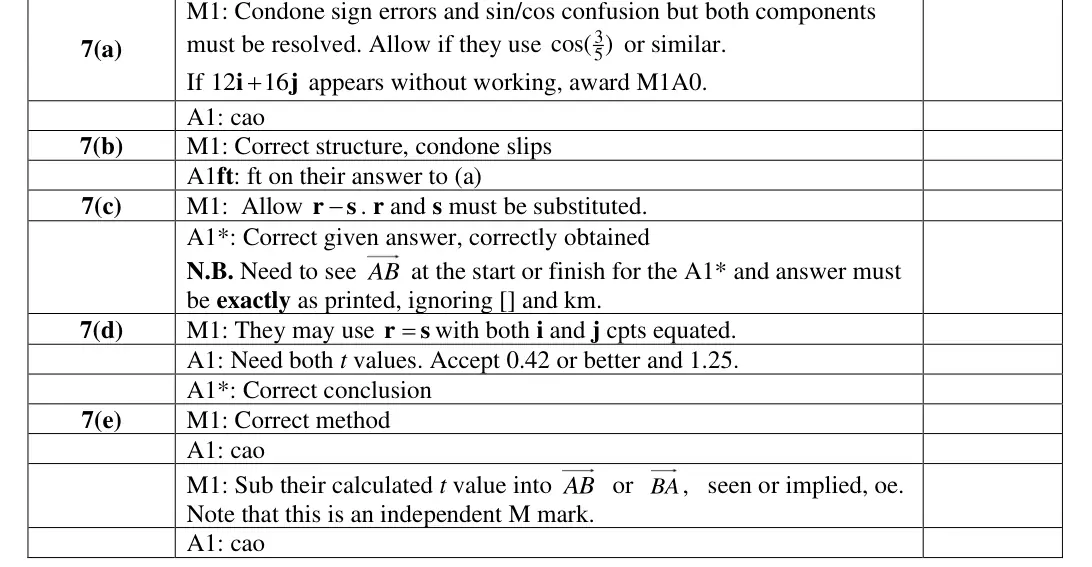 M1: Condone sign errors and sin/cos confusion but both components
7(a) must be resolved. Allow if they use cos(3/5) or similar.
If 12i+16j appears without working, award M1A0.
A1: cao
7(b) M1: Correct structure, condone slips
A1ft: ft on their answer to (a)
7(c) M1: Allow r−s. r and s must be substituted.
A1*: Correct given answer, correctly obtained
N.B. Need to see AB at the start or finish for the A1* and answer must
be exactly as printed, ignoring [] and km.
7(d) M1: They may use r = s with both i and j cpts equated.
A1: Need both t values. Accept 0.42 or better and 1.25.
A1*: Correct conclusion
7(e) M1: Correct method
A1: cao
M1: Sub their calculated t value into AB or BA, seen or implied, oe.
Note that this is an independent M mark.
A1: cao